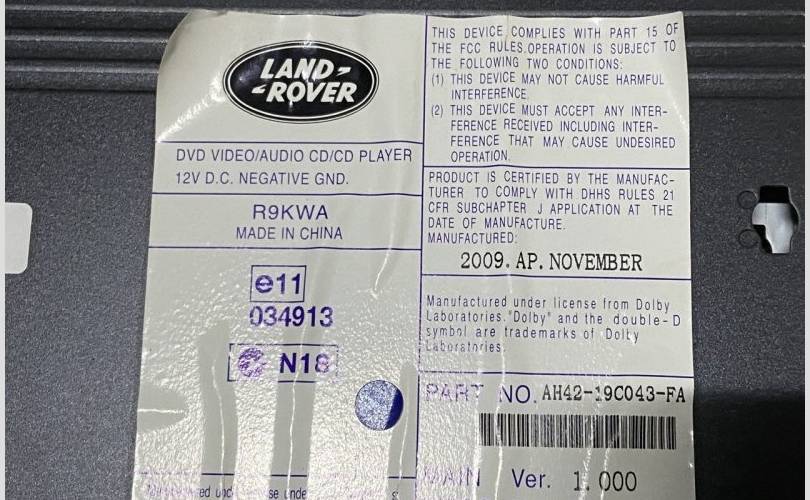 LAND-
-ROVER
DVD VIDEO/AUDIO CD/CD PLAYER
12V D.C. NEGATIVE GND.
R9KWA
MADE IN CHINA
e11
034913
N18
THIS DEVICE COMPLIES WITH PART 15 OF
THE FCC RULES.OPERATION IS SUBJECT TO
THE FOLLOWING TWO CONDITIONS:
(1) THIS DEVICE MAY NOT CAUSE HARMFUL
INTERFERENCE.
(2) THIS DEVICE MUST ACCEPT ANY INTER-
FERENCE RECEIVED INCLUDING INTER-
FERENCE THAT MAY CAUSE UNDESIRED
OPERATION.
PRODUCT IS CERTIFIED BY THE MANUFAC-
TURER TO COMPLY WITH DHHS RULES 21
CFR SUBCHAPTER J APPLICATION AT THE
DATE OF MANUFACTURE.
MANUFACTURED:
2009. AP. NOVEMBER
Manufactured under license from Dolby
Laboratories."Dolby" and the double-D
symbol are trademarks of Dolby
Laboratories.
PART NO. AH42-19C043-FA
MAIN Ver. 1.000